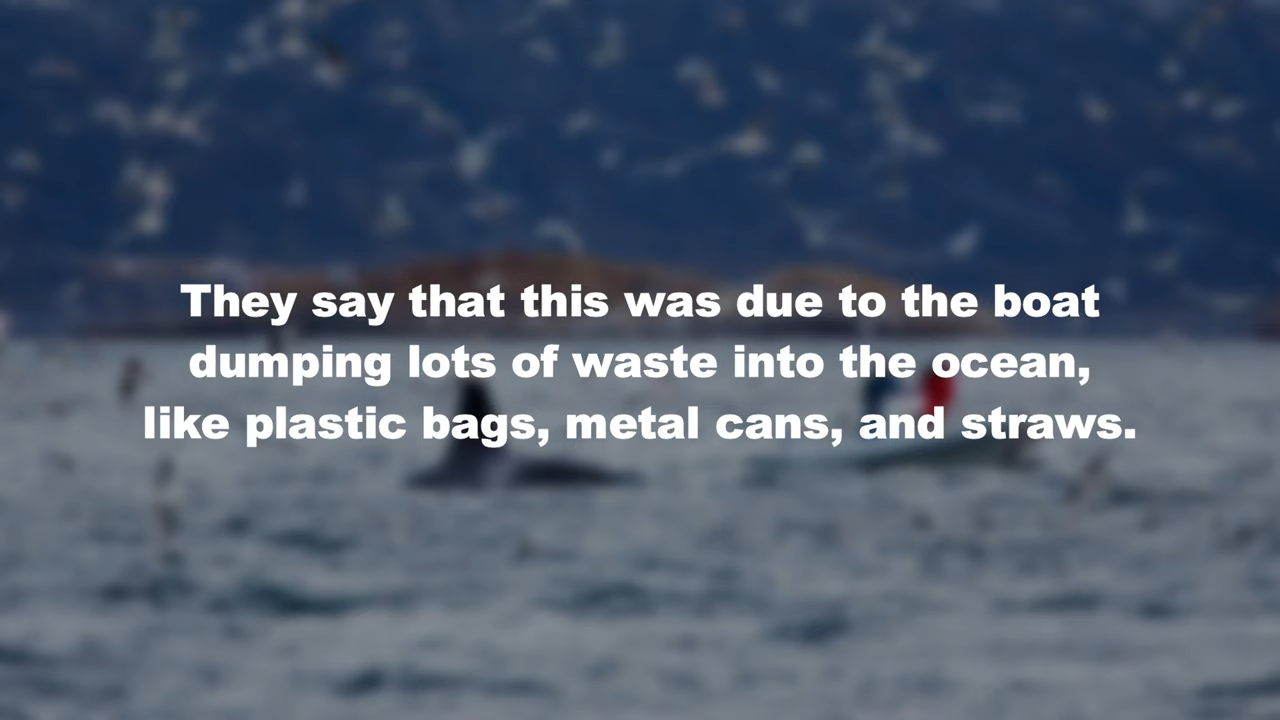 They say that this was due to the boat
dumping lots of waste into the ocean,
like plastic bags, metal cans, and straws.